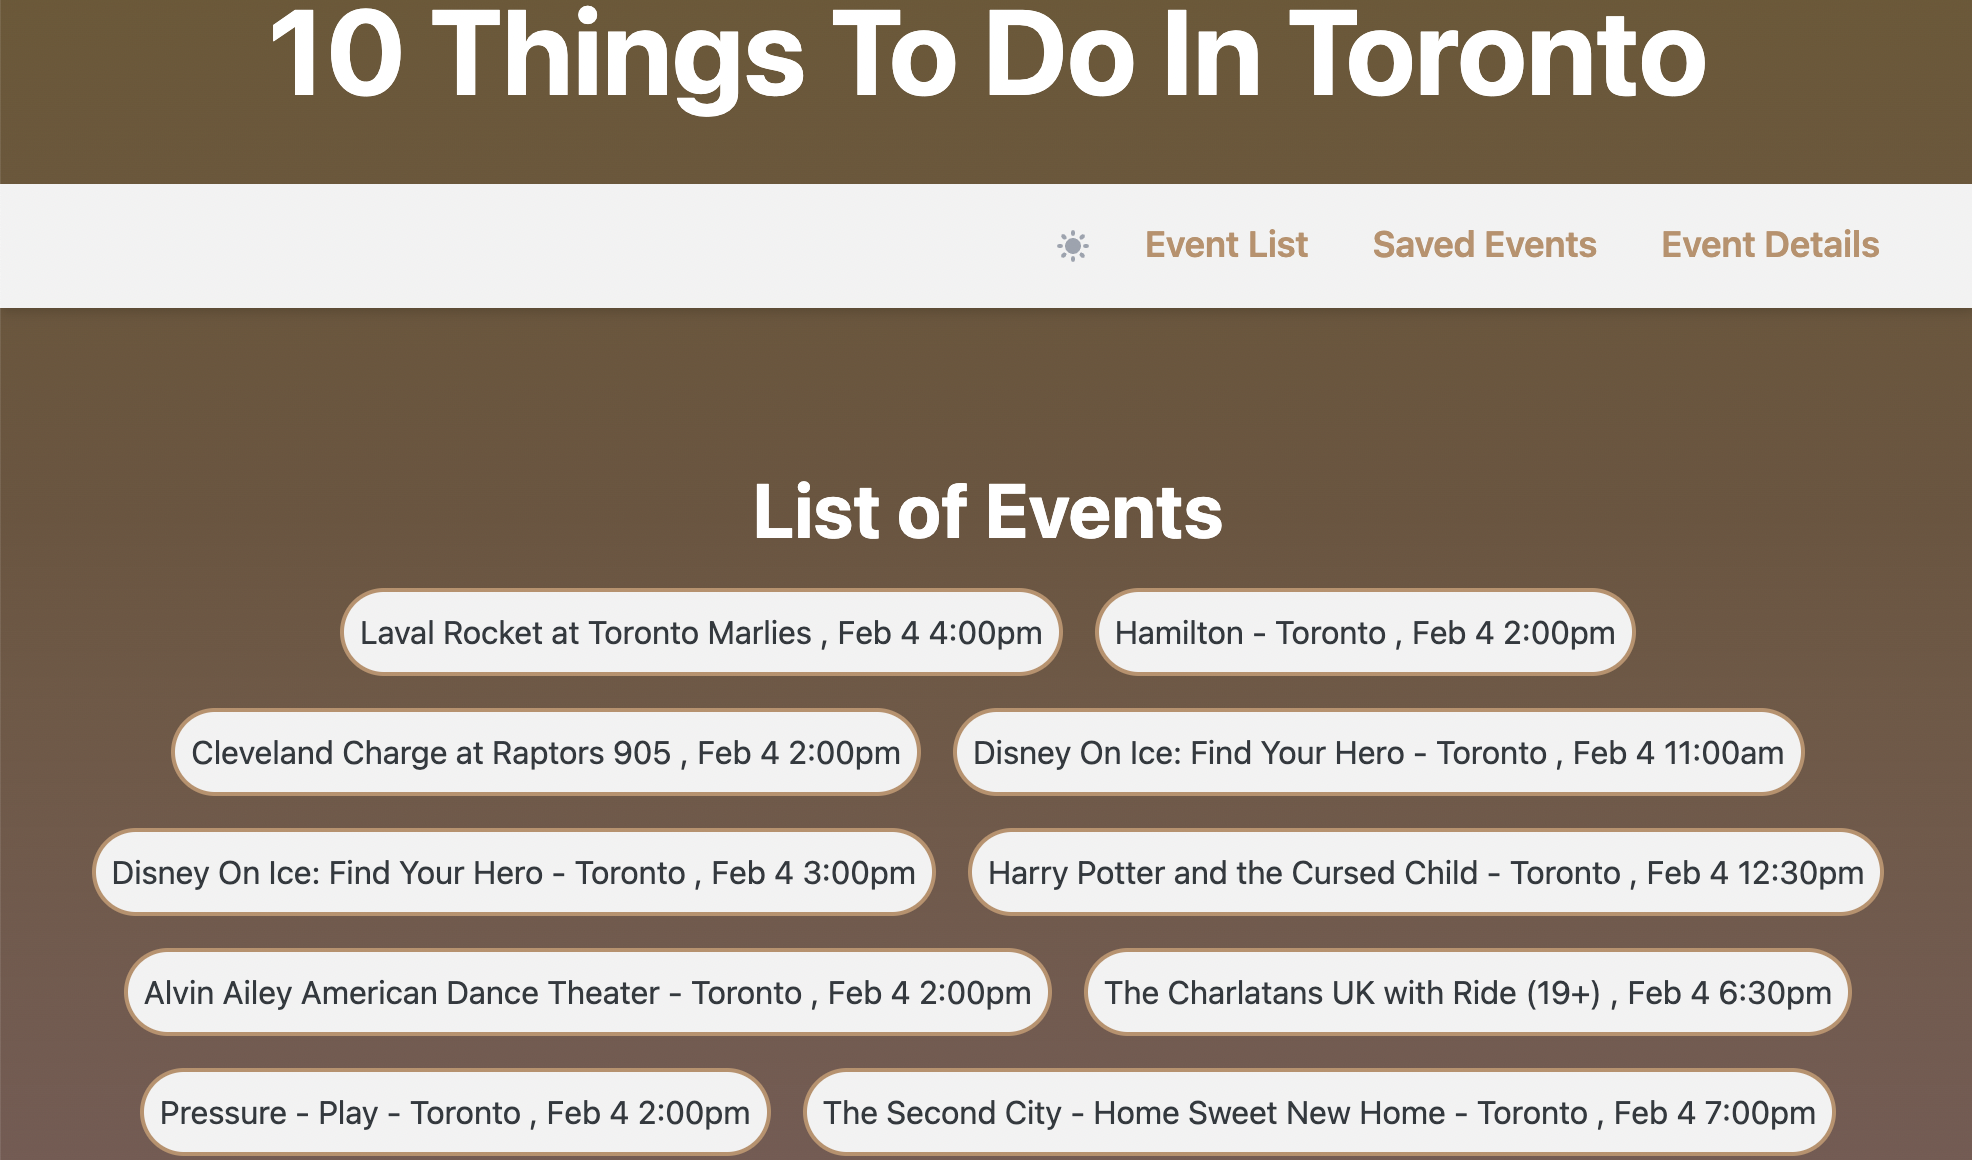 10 Things To Do In Toronto
Event List Saved Events Event Details
List of Events
Laval Rocket at Toronto Marlies , Feb 4 4:00pm
Hamilton - Toronto , Feb 4 2:00pm
Cleveland Charge at Raptors 905 , Feb 4 2:00pm
Disney On Ice: Find Your Hero - Toronto , Feb 4 11:00am
Disney On Ice: Find Your Hero - Toronto , Feb 4 3:00pm
Harry Potter and the Cursed Child - Toronto , Feb 4 12:30pm
Alvin Ailey American Dance Theater - Toronto , Feb 4 2:00pm
The Charlatans UK with Ride (19+) , Feb 4 6:30pm
Pressure - Play - Toronto , Feb 4 2:00pm
The Second City - Home Sweet New Home - Toronto , Feb 4 7:00pm